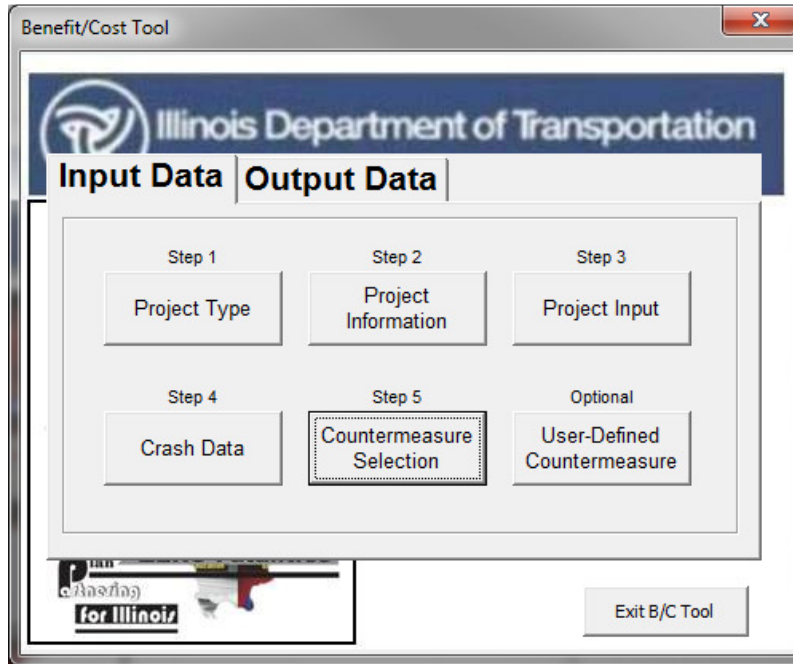 Benefit/Cost Tool
Illinois Department of Transportation
Input Data Output Data
Step 1 Step 2 Step 3
Project Type Project Information Project Input
Step 4 Step 5 Optional
Crash Data Countermeasure Selection User-Defined Countermeasure
for Illinois
Exit B/C Tool